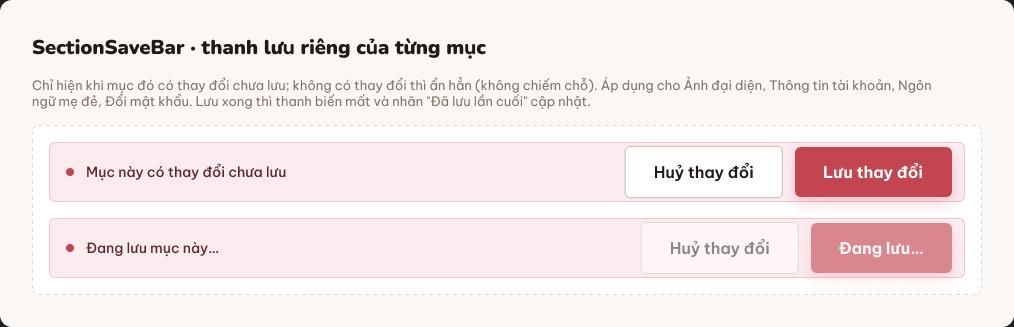 SectionSaveBar · thanh lưu riêng của từng mục
Chỉ hiện khi mục đó có thay đổi chưa lưu; không có thay đổi thì ẩn hẳn (không chiếm chỗ). Áp dụng cho Ảnh đại diện, Thông tin tài khoản, Ngôn
ngữ mẹ đẻ, Đổi mật khẩu. Lưu xong thì thanh biến mất và nhãn "Đã lưu lần cuối" cập nhật.
Mục này có thay đổi chưa lưu
Huỷ thay đổi
Lưu thay đổi
Đang lưu mục này...
Huỷ thay đổi
Đang lưu...